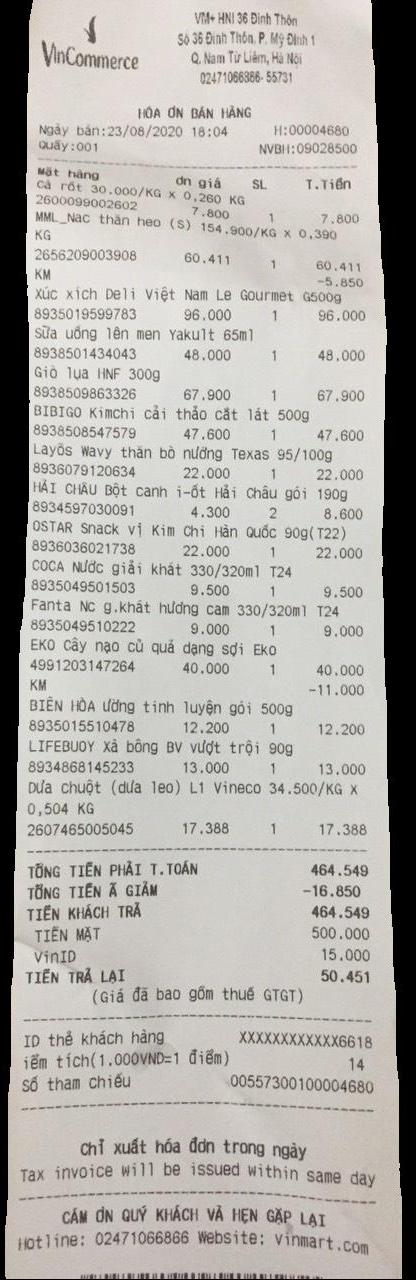 VinCommerce
VM+ HNI 36 Đình Thôn
Số 36 Đình Thôn, P. Mỹ Đình 1
Q. Nam Từ Liêm, Hà Nội
02471066866- 55731
HÓA ƠN BÁN HÀNG
Ngày bán:23/08/2020 18:04 H:00004680
Quầy:001 NVBH:09028500
Mặt hàng ơn giá SL T.Tiền
Cà rốt 30.000/KG X 0,260 KG
2600099002602 7.800 1 7.800
MML_Nạc thăn heo (S) 154.900/KG X 0,390
KG
2656209003908 60.411 1 60.411
KM -5.850
Xúc xích Deli Việt Nam Le Gourmet G500g
8935019599783 96.000 1 96.000
Sữa uống lên men Yakult 65ml
8938501434043 48.000 1 48.000
Giò lụa HNF 300g
8938509863326 67.900 1 67.900
BIBIGO Kimchi cải thảo cắt lát 500g
8938508547579 47.600 1 47.600
Layôs Wavy thăn bò nướng Texas 95/100g
8936079120634 22.000 1 22.000
HẢI CHÂU Bột canh i-ốt Hải Châu gói 190g
8934597030091 4.300 2 8.600
OSTAR Snack vị Kim Chi Hàn Quốc 90g(T22)
8936036021738 22.000 1 22.000
COCA Nước giải khát 330/320ml T24
8935049501503 9.500 1 9.500
Fanta Nc g.khát hương cam 330/320ml T24
8935049510222 9.000 1 9.000
EKO Cây nạo củ quả dạng sợi Eko
4991203147264 40.000 1 40.000
KM -11.000
BIÊN HÒA ường tinh luyện gói 500g
8935015510478 12.200 1 12.200
LIFEBUOY Xà bông BV vượt trội 90g
8934868145233 13.000 1 13.000
Dưa chuột (dưa leo) L1 Vineco 34.500/KG X
0,504 KG
2607465005045 17.388 1 17.388
TỔNG TIỀN PHẢI T.TOÁN 464.549
TỔNG TIỀN Ã GIẢM -16.850
TIỀN KHÁCH TRẢ 464.549
TIỀN MẶT 500.000
VinID 15.000
TIỀN TRẢ LẠI 50.451
(Giá đã bao gồm thuế GTGT)
ID thẻ khách hàng XXXXXXXXXXXX6618
iểm tích(1.000VND=1 điểm) 14
Số tham chiếu 00557300100004680
Chỉ xuất hóa đơn trong ngày
Tax invoice will be issued within same day
CẢM ƠN QUÝ KHÁCH VÀ HẸN GẶP LẠI
Hotline: 02471066866 Website: vinmart.com